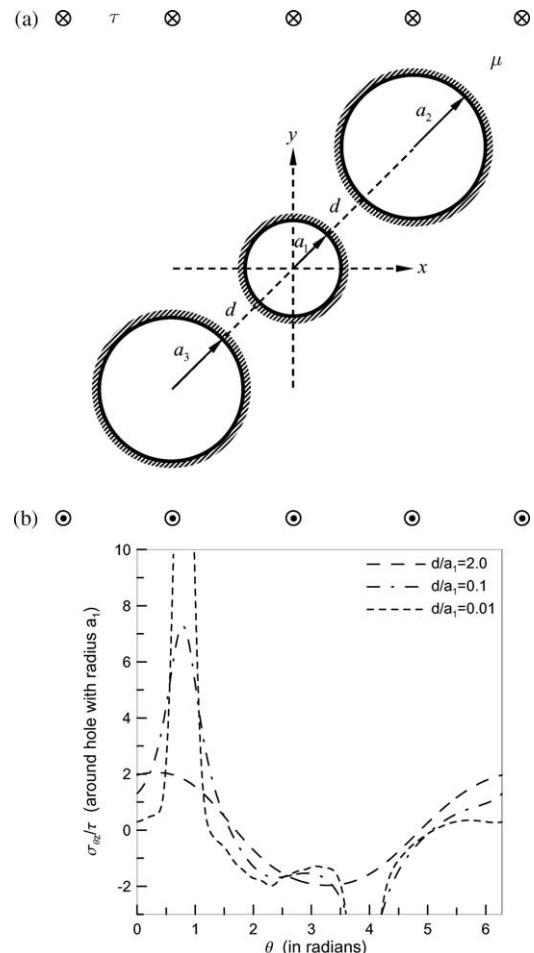 (a) τ
μ
a₂
y
d
a₁
x
d
a₃
(b)
10
8
6
4
2
0
-2
σ_θz/τ (around hole with radius a₁)
d/a₁=2.0
d/a₁=0.1
d/a₁=0.01
0 1 2 3 4 5 6
θ (in radians)